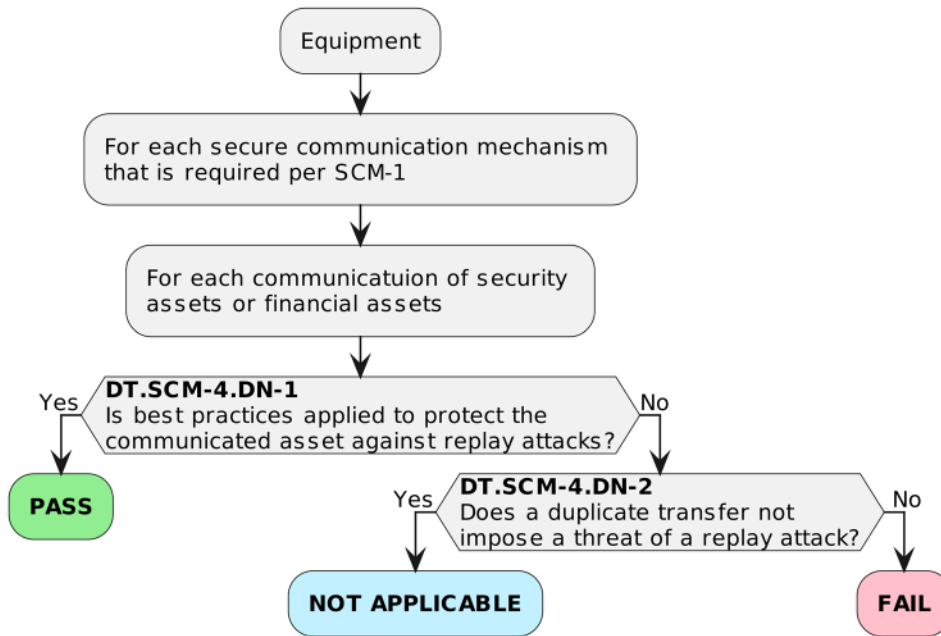 Equipment
For each secure communication mechanism
that is required per SCM-1
For each communicatuion of security
assets or financial assets
DT.SCM-4.DN-1
Is best practices applied to protect the
communicated asset against replay attacks?
Yes
No
PASS
DT.SCM-4.DN-2
Does a duplicate transfer not
impose a threat of a replay attack?
Yes
No
NOT APPLICABLE
FAIL